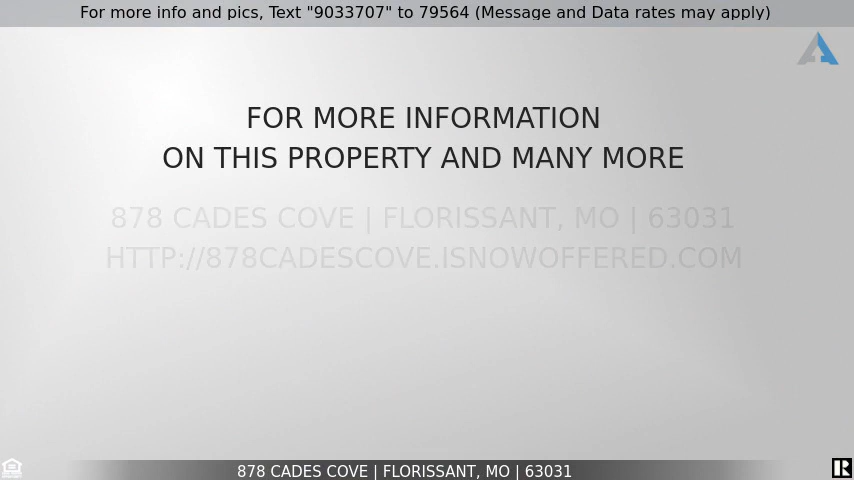 For more info and pics, Text "9033707" to 79564 (Message and Data rates may apply)
FOR MORE INFORMATION
ON THIS PROPERTY AND MANY MORE
878 CADES COVE | FLORISSANT, MO | 63031
HTTP://878CADESCOVE.ISNOWOFFERED.COM
878 CADES COVE | FLORISSANT, MO | 63031